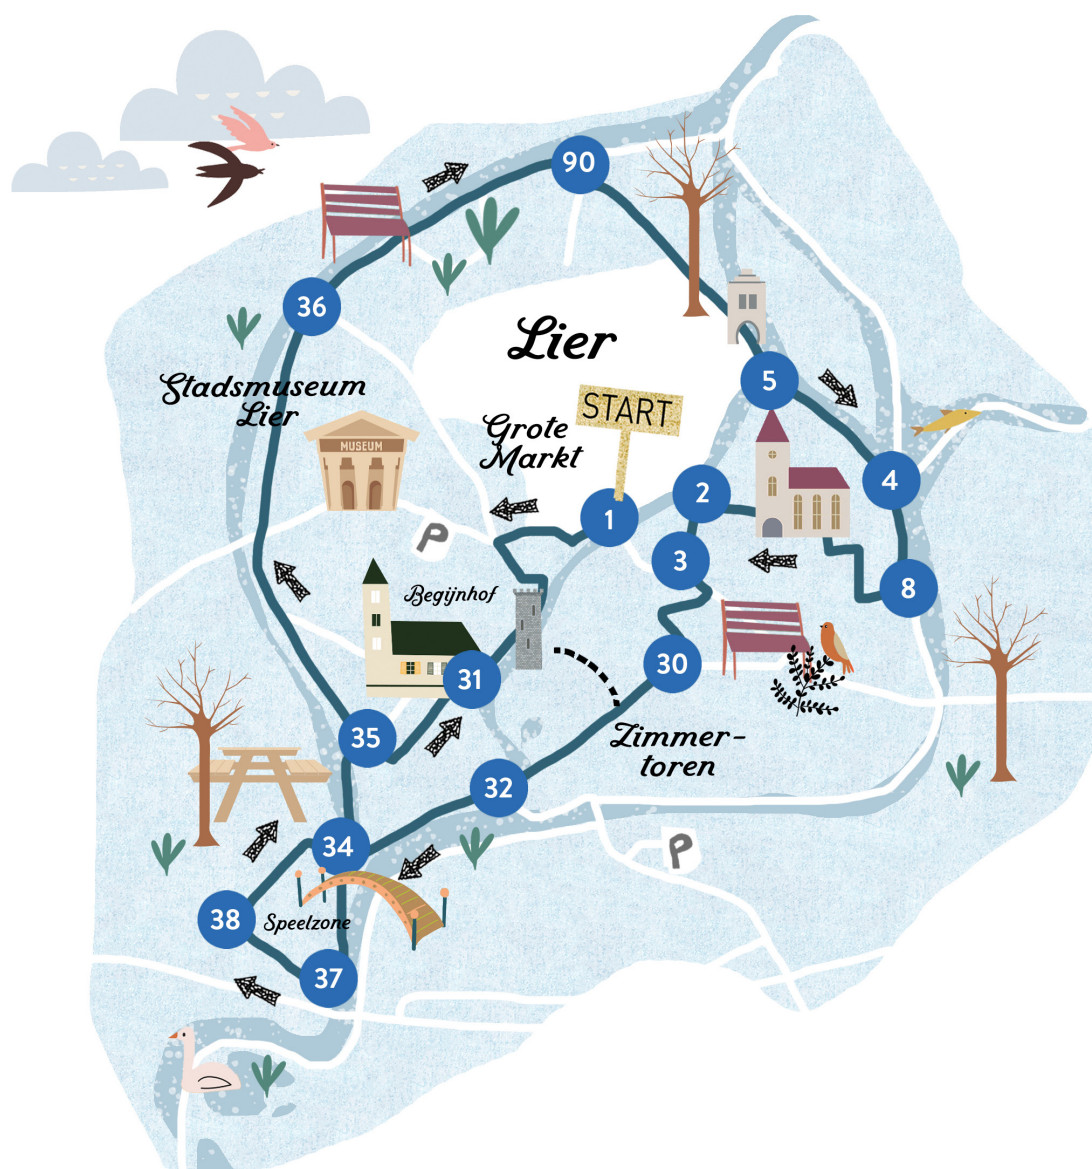 90
36
Lier
5
Stadsmuseum
Lier
START
Grote
Markt
MUSEUM
4
2
1
P
3
8
Begijnhof
30
31
35
Zimmer-
toren
32
34
P
38
Speelzone
37